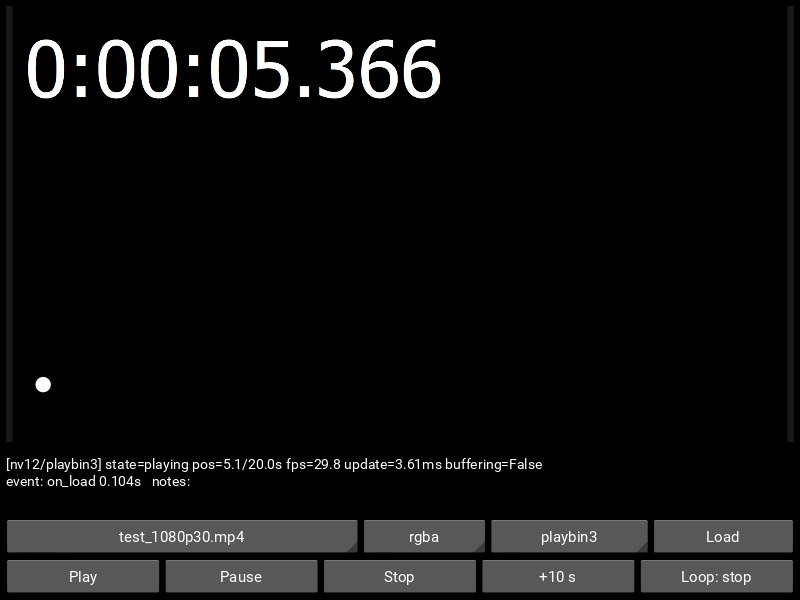 0:00:05.366
[nv12/playbin3] state=playing pos=5.1/20.0s fps=29.8 update=3.61ms buffering=False
event: on_load 0.104s   notes:
test_1080p30.mp4 rgba playbin3 Load
Play Pause Stop +10 s Loop: stop